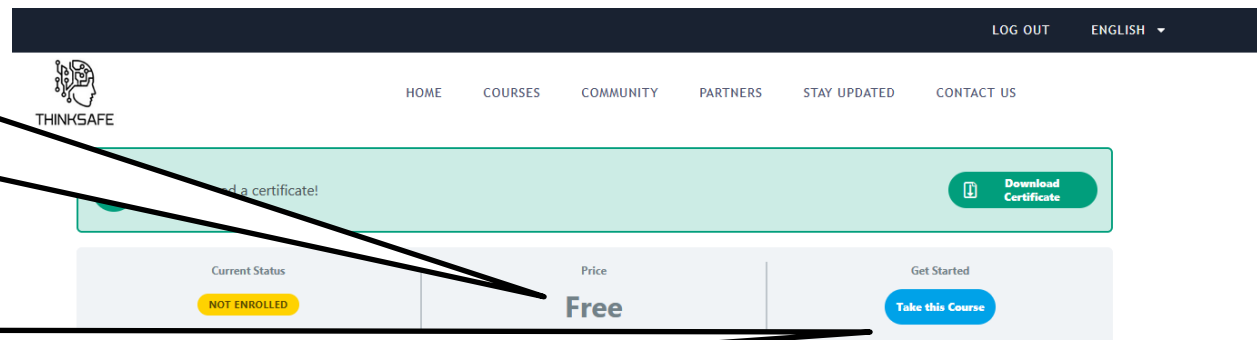 LOG OUT ENGLISH
THINKSAFE
HOME COURSES COMMUNITY PARTNERS STAY UPDATED CONTACT US
a certificate!
Download
Certificate
Current Status
NOT ENROLLED
Price
Free
Get Started
Take this Course